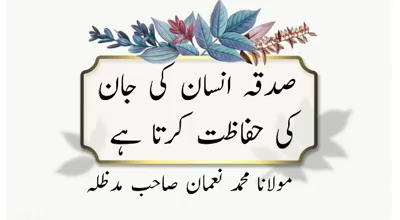 صدقہ انسان کی جان
کی حفاظت کرتا ہے
مولانا محمد نعمان صاحب مدظلہ